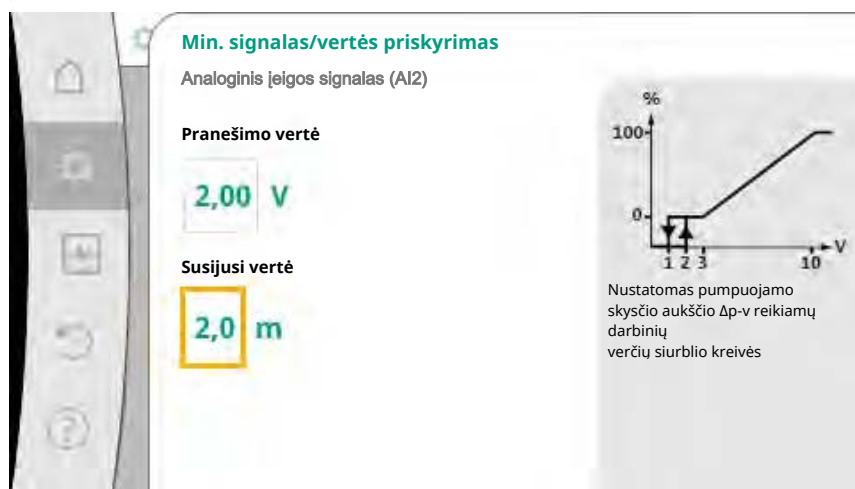 Min. signalas/vertės priskyrimas
Analoginis įeigos signalas (AI2)
Pranešimo vertė
2,00 V
Susijusi vertė
2,0 m
%
100
0
1 2 3 10 V
Nustatomas pumpuojamo
skysčio aukščio Δp-v reikiamų
darbinių
verčių siurblio kreivės
?